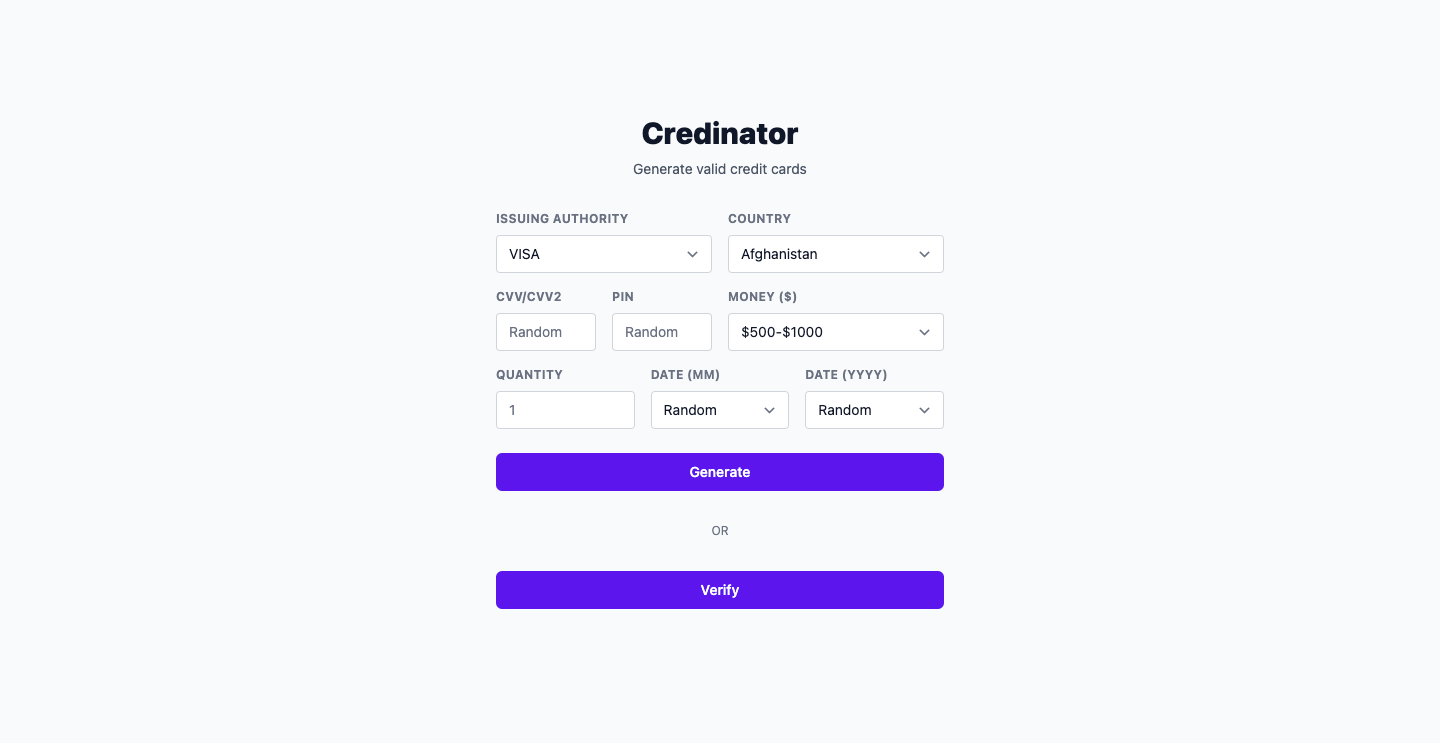 Credinator
Generate valid credit cards
ISSUING AUTHORITY COUNTRY
VISA Afghanistan
CVV/CVV2 PIN MONEY ($)
Random Random $500-$1000
QUANTITY DATE (MM) DATE (YYYY)
1 Random Random
Generate
OR
Verify